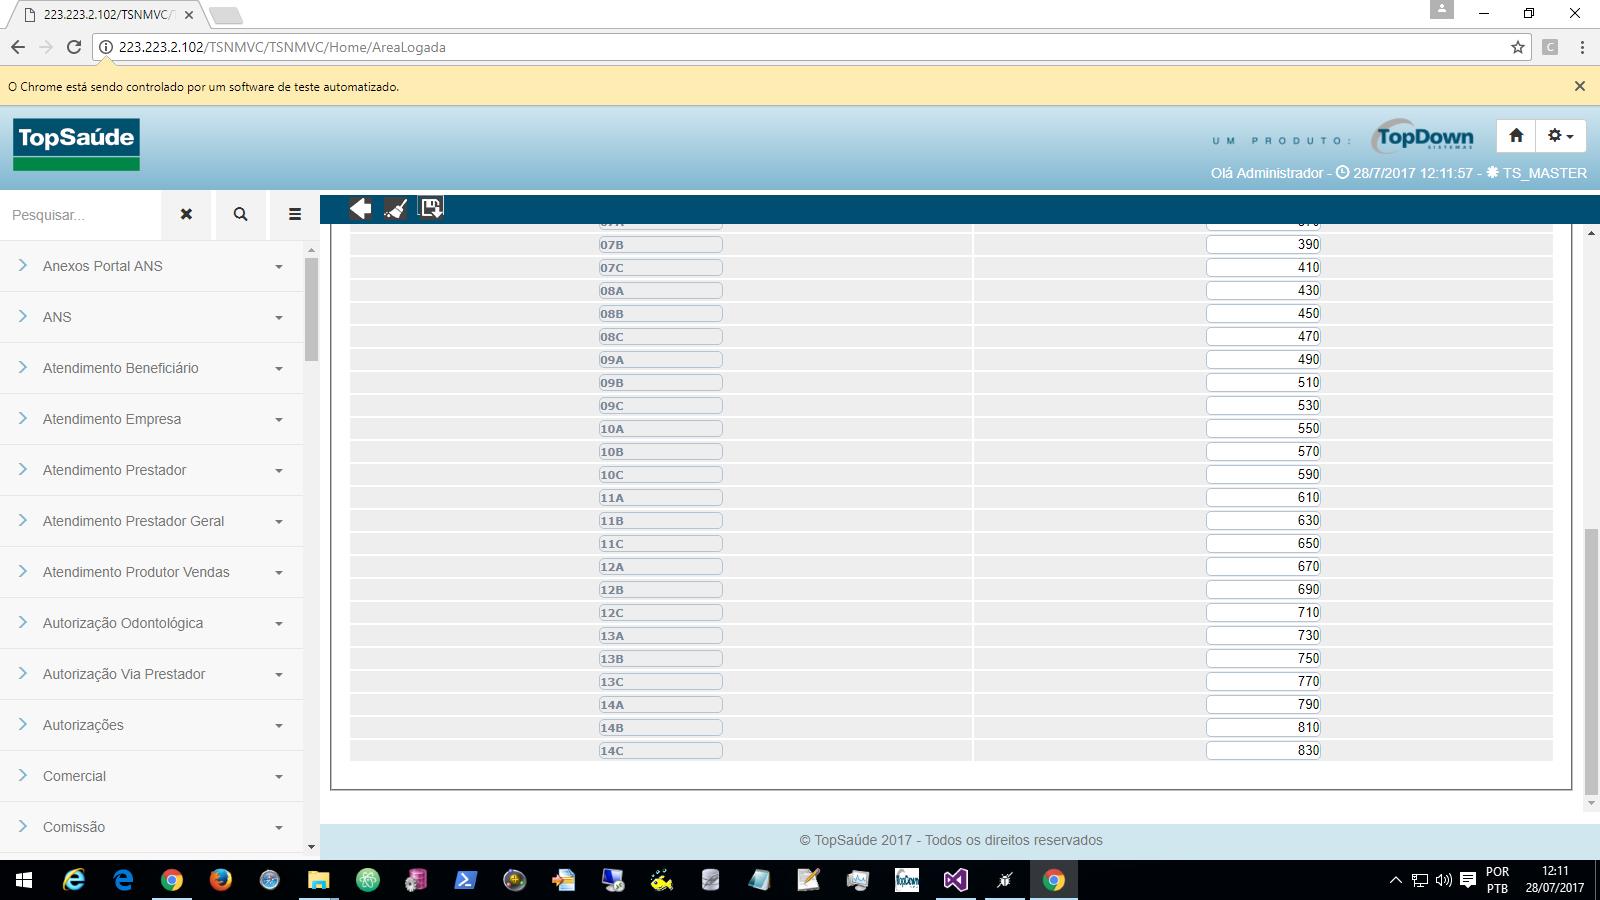 223.223.2.102/TSNMVC/T
223.223.2.102/TSNMVC/TSNMVC/Home/AreaLogada
C
O Chrome está sendo controlado por um software de teste automatizado.
TopSaúde
UM PRODUTO:
TopDown
SISTEMAS
Olá Administrador - 28/7/2017 12:11:57 - TS_MASTER
Pesquisar...
Anexos Portal ANS
ANS
Atendimento Beneficiário
Atendimento Empresa
Atendimento Prestador
Atendimento Prestador Geral
Atendimento Produtor Vendas
Autorização Odontológica
Autorização Via Prestador
Autorizações
Comercial
Comissão
07B 390
07C 410
08A 430
08B 450
08C 470
09A 490
09B 510
09C 530
10A 550
10B 570
10C 590
11A 610
11B 630
11C 650
12A 670
12B 690
12C 710
13A 730
13B 750
13C 770
14A 790
14B 810
14C 830
© TopSaúde 2017 - Todos os direitos reservados
TopDown
POR
PTB
12:11
28/07/2017